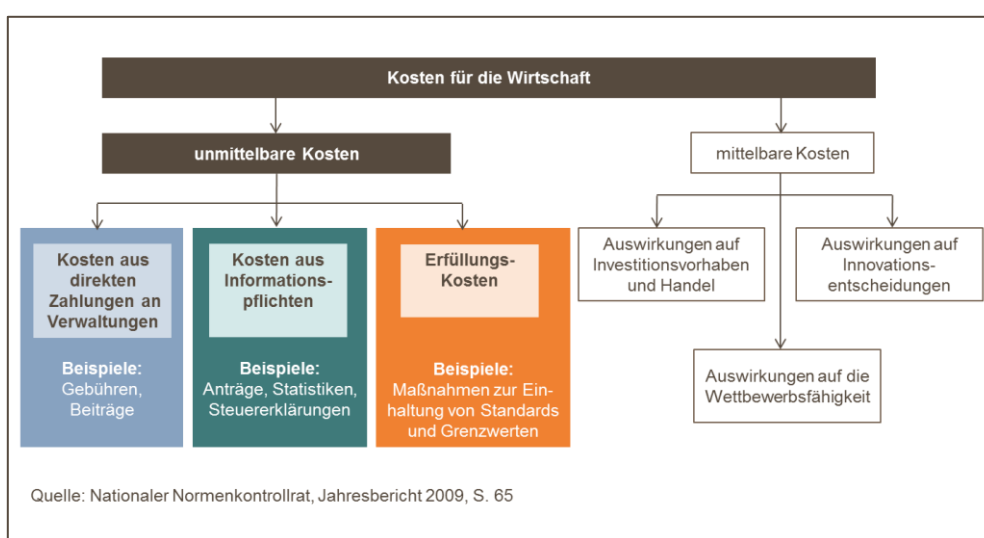 Kosten für die Wirtschaft
unmittelbare Kosten
mittelbare Kosten
Kosten aus
direkten
Zahlungen an
Verwaltungen
Beispiele:
Gebühren,
Beiträge
Kosten aus
Informations-
pflichten
Beispiele:
Anträge, Statistiken,
Steuererklärungen
Erfüllungs-
Kosten
Beispiele:
Maßnahmen zur Ein-
haltung von Standards
und Grenzwerten
Auswirkungen auf
Investitionsvorhaben
und Handel
Auswirkungen auf
Innovations-
entscheidungen
Auswirkungen auf die
Wettbewerbsfähigkeit
Quelle: Nationaler Normenkontrollrat, Jahresbericht 2009, S. 65